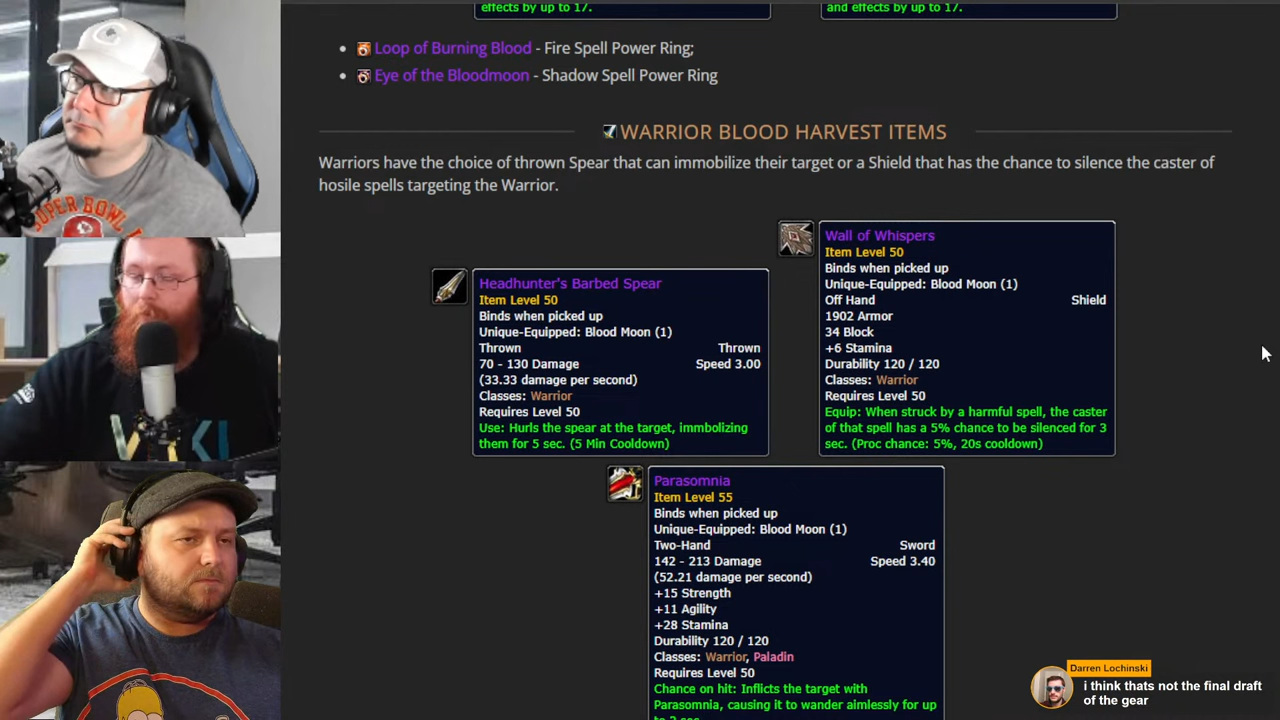 effects by up to 17.
and effects by up to 17.
Loop of Burning Blood - Fire Spell Power Ring;
Eye of the Bloodmoon - Shadow Spell Power Ring
WARRIOR BLOOD HARVEST ITEMS
Warriors have the choice of thrown Spear that can immobilize their target or a Shield that has the chance to silence the caster of
hosile spells targeting the Warrior.
Headhunter's Barbed Spear
Item Level 50
Binds when picked up
Unique-Equipped: Blood Moon (1)
Thrown Thrown
70 - 130 Damage Speed 3.00
(33.33 damage per second)
Classes: Warrior
Requires Level 50
Use: Hurls the spear at the target, immbolizing
them for 5 sec. (5 Min Cooldown)
Wall of Whispers
Item Level 50
Binds when picked up
Unique-Equipped: Blood Moon (1)
Off Hand Shield
1902 Armor
34 Block
+6 Stamina
Durability 120 / 120
Classes: Warrior
Requires Level 50
Equip: When struck by a harmful spell, the caster
of that spell has a 5% chance to be silenced for 3
sec. (Proc chance: 5%, 20s cooldown)
Parasomnia
Item Level 55
Binds when picked up
Unique-Equipped: Blood Moon (1)
Two-Hand Sword
142 - 213 Damage Speed 3.40
(52.21 damage per second)
+15 Strength
+11 Agility
+28 Stamina
Durability 120 / 120
Classes: Warrior, Paladin
Requires Level 50
Chance on hit: Inflicts the target with
Parasomnia, causing it to wander aimlessly for up
Darren Lochinski
i think thats not the final draft
of the gear
SUPER BOWL